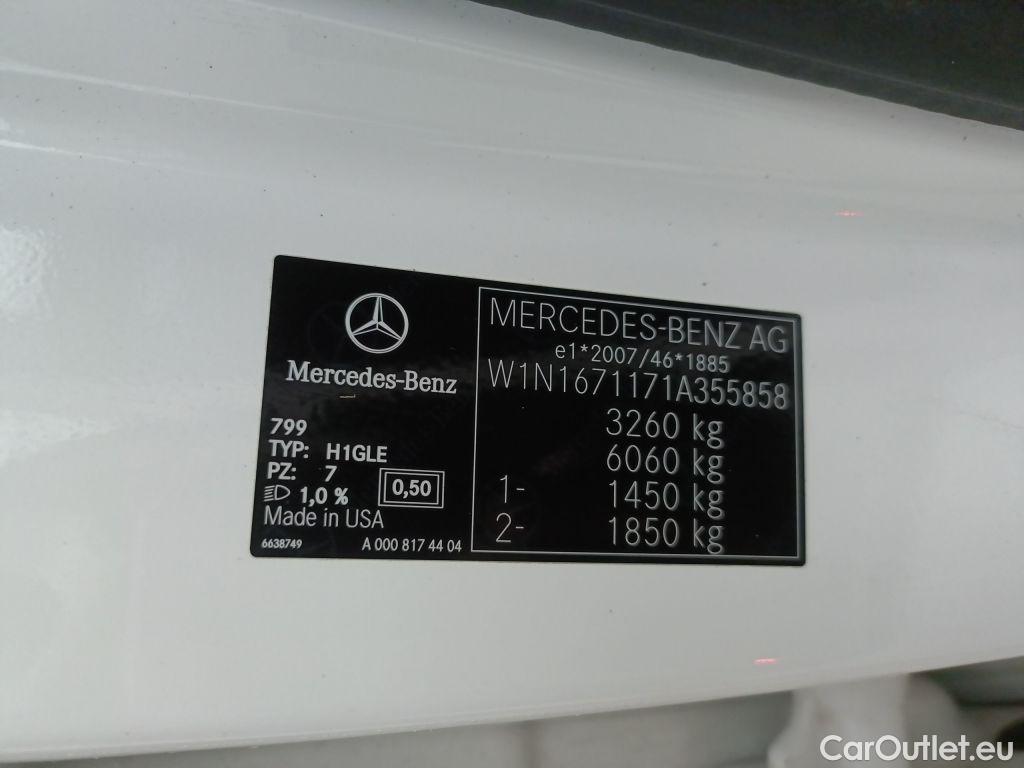 Mercedes-Benz
799
TYP: H1GLE
PZ: 7
1,0 %
0,50
Made in USA
6638749 A 000 817 44 04
MERCEDES-BENZ AG
e1*2007/46*1885
W1N1671171A355858
3260 kg
6060 kg
1- 1450 kg
2- 1850 kg
CarOutlet.eu